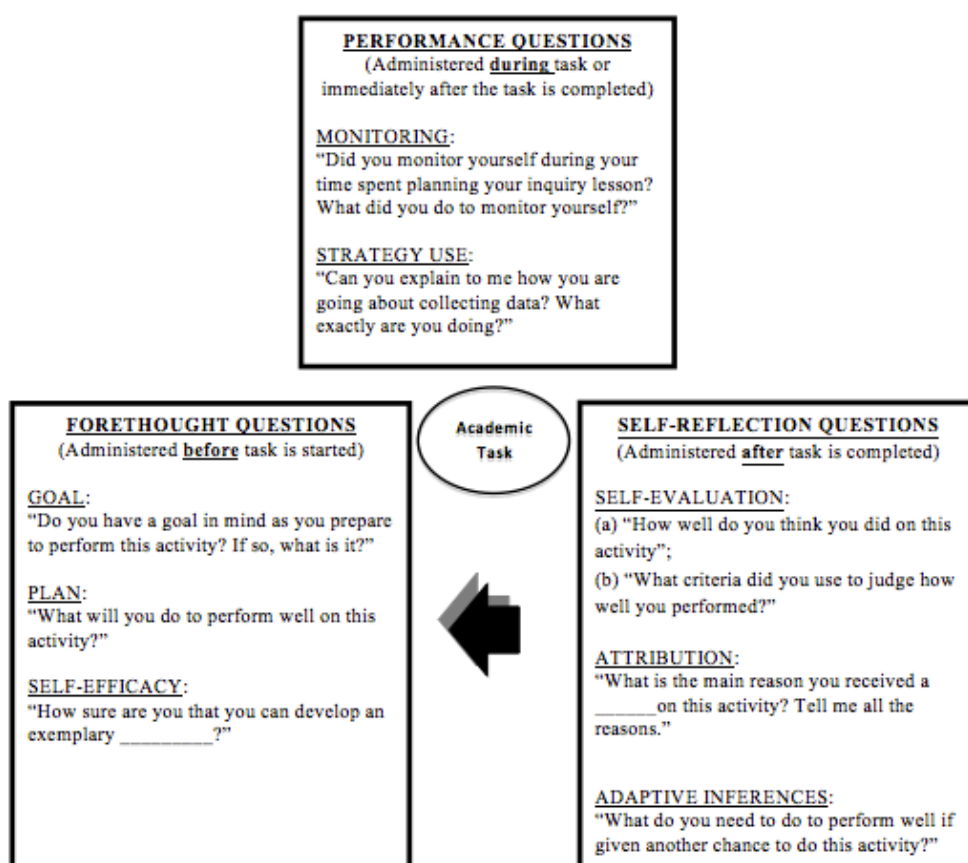 PERFORMANCE QUESTIONS
(Administered during task or
immediately after the task is completed)
MONITORING:
“Did you monitor yourself during your
time spent planning your inquiry lesson?
What did you do to monitor yourself?”
STRATEGY USE:
“Can you explain to me how you are
going about collecting data? What
exactly are you doing?”
Academic
Task
FORETHOUGHT QUESTIONS
(Administered before task is started)
GOAL:
“Do you have a goal in mind as you prepare
to perform this activity? If so, what is it?”
PLAN:
“What will you do to perform well on this
activity?”
SELF-EFFICACY:
“How sure are you that you can develop an
exemplary _________?”
SELF-REFLECTION QUESTIONS
(Administered after task is completed)
SELF-EVALUATION:
(a) “How well do you think you did on this
activity”;
(b) “What criteria did you use to judge how
well you performed?”
ATTRIBUTION:
“What is the main reason you received a
______on this activity? Tell me all the
reasons.”
ADAPTIVE INFERENCES:
“What do you need to do to perform well if
given another chance to do this activity?”